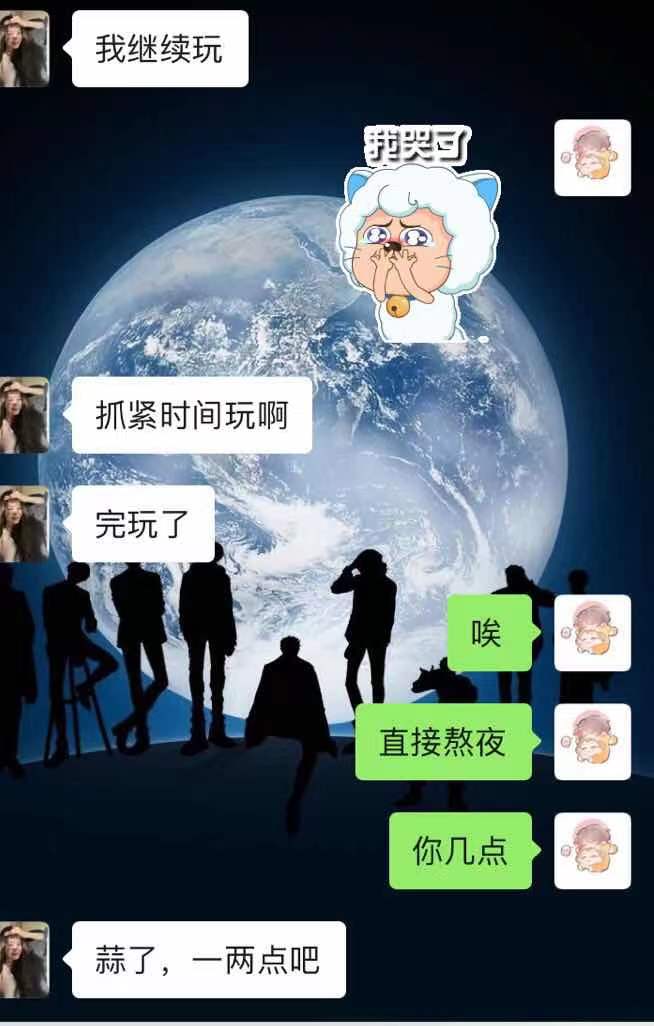 我继续玩
我哭了
抓紧时间玩啊
完玩了
唉
直接熬夜
你几点
蒜了，一两点吧